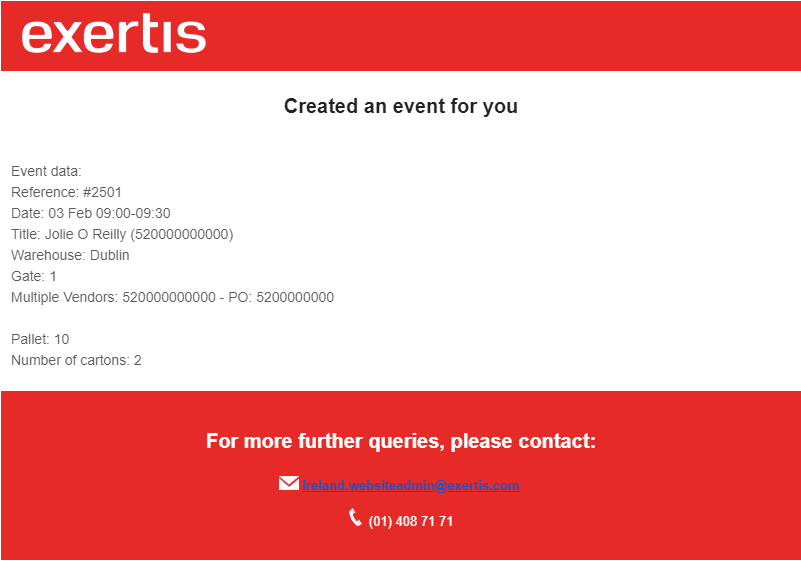 exertis
Created an event for you
Event data:
Reference: #2501
Date: 03 Feb 09:00-09:30
Title: Jolie O Reilly (520000000000)
Warehouse: Dublin
Gate: 1
Multiple Vendors: 520000000000 - PO: 5200000000
Pallet: 10
Number of cartons: 2
For more further queries, please contact:
Ireland.websiteadmin@exertis.com
(01) 408 71 71